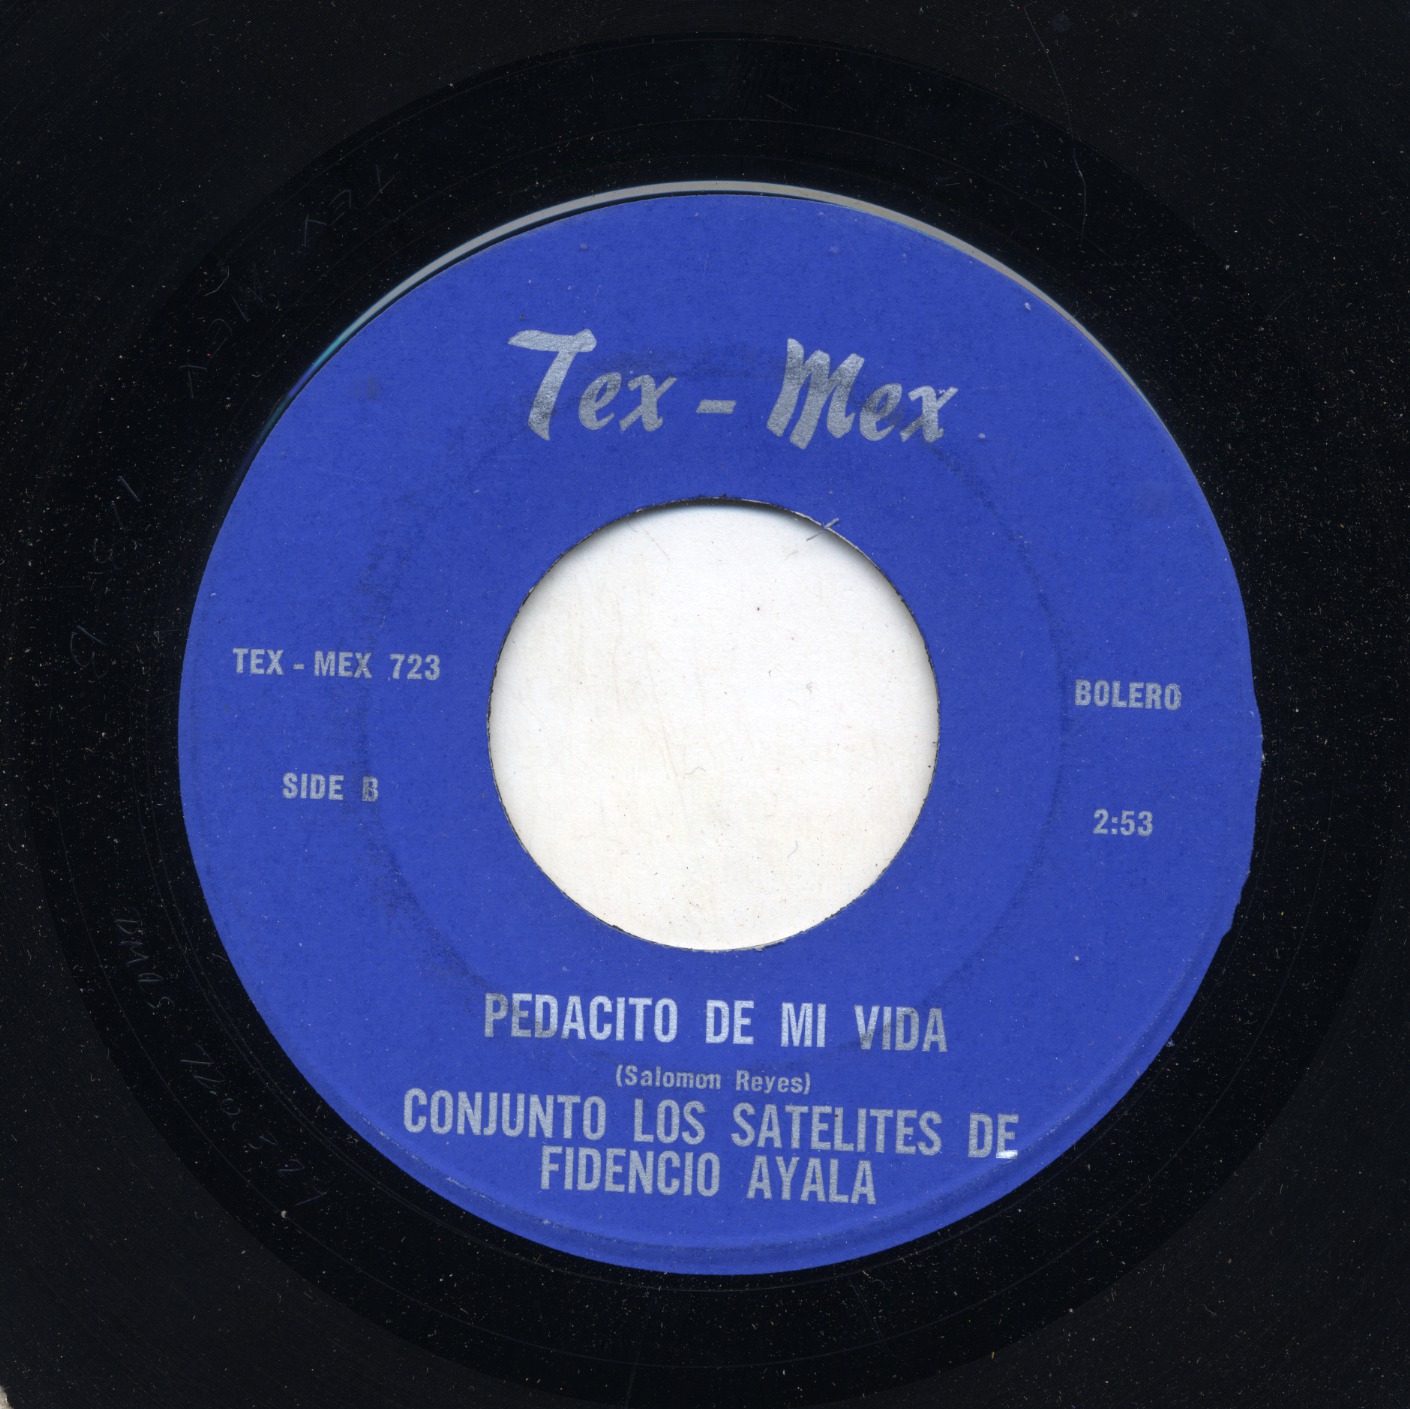 Tex - Mex
TEX - MEX 723
BOLERO
SIDE B
2:53
PEDACITO DE MI VIDA
(Salomon Reyes)
CONJUNTO LOS SATELITES DE
FIDENCIO AYALA